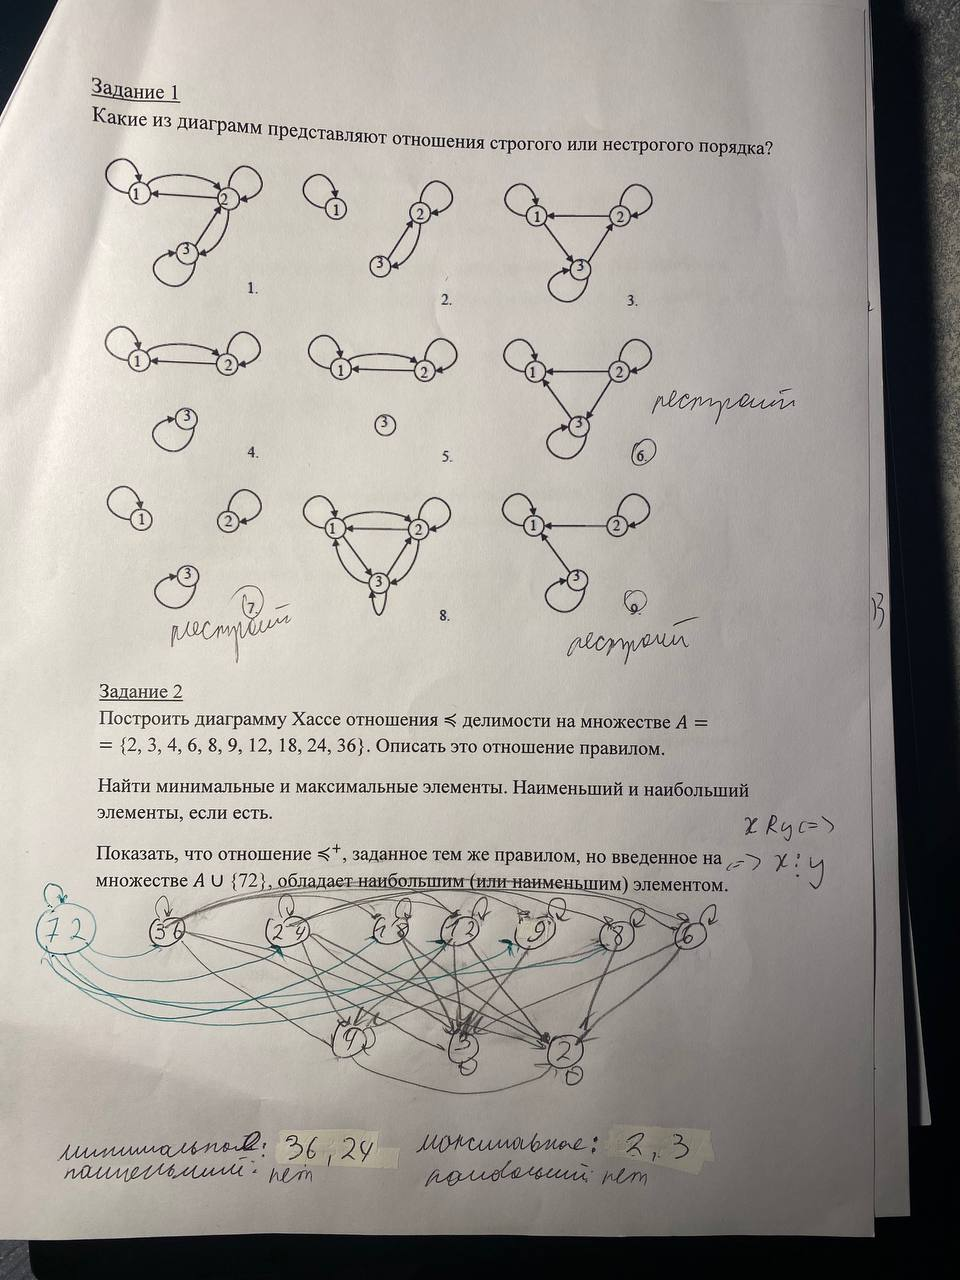 Задание 1
Какие из диаграмм представляют отношения строгого или нестрогого порядка?
1 2 3 1.
1 2 3 2.
1 2 3 3.
1 2 3 4.
1 2 3 5.
1 2 3 6. нестрогий
1 2 3 7.
нестрогий
1 2 3 8.
1 2 3 9.
нестрогий
Задание 2
Построить диаграмму Хассе отношения ≼ делимости на множестве A =
= {2, 3, 4, 6, 8, 9, 12, 18, 24, 36}. Описать это отношение правилом.
Найти минимальные и максимальные элементы. Наименьший и наибольший
элементы, если есть.
x R y <=>
Показать, что отношение ≼⁺, заданное тем же правилом, но введенное на <=> x ⋮ y
множестве A ∪ {72}, обладает наибольшим (или наименьшим) элементом.
72 36 24 18 12 9 8 6
4 3 2
минимальное: 36, 24 максимальное: 2, 3
наименьший: нет наибольший: нет